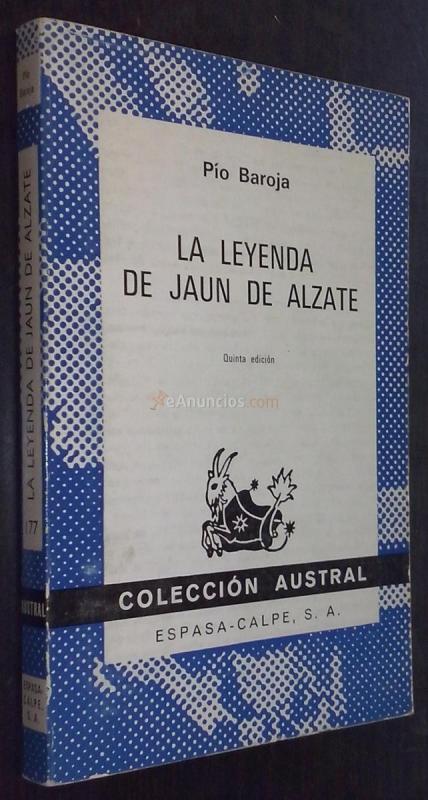 Pío
Baroja
LA LEYENDA DE JAUN DE ALZATE
177
AUSTRAL
ESPASA-
CALPE,
S. A.
Pío Baroja
LA LEYENDA
DE JAUN DE ALZATE
Quinta edición
eAnuncios.com
COLECCIÓN AUSTRAL
ESPASA-CALPE, S. A.